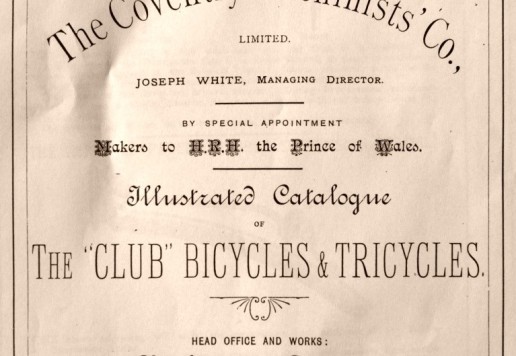 The Coventry Machinists' Co.,
LIMITED.
JOSEPH WHITE, MANAGING DIRECTOR.
BY SPECIAL APPOINTMENT
Makers to H.R.H. the Prince of Wales.
Illustrated Catalogue
OF
THE "CLUB" BICYCLES & TRICYCLES.
HEAD OFFICE AND WORKS: